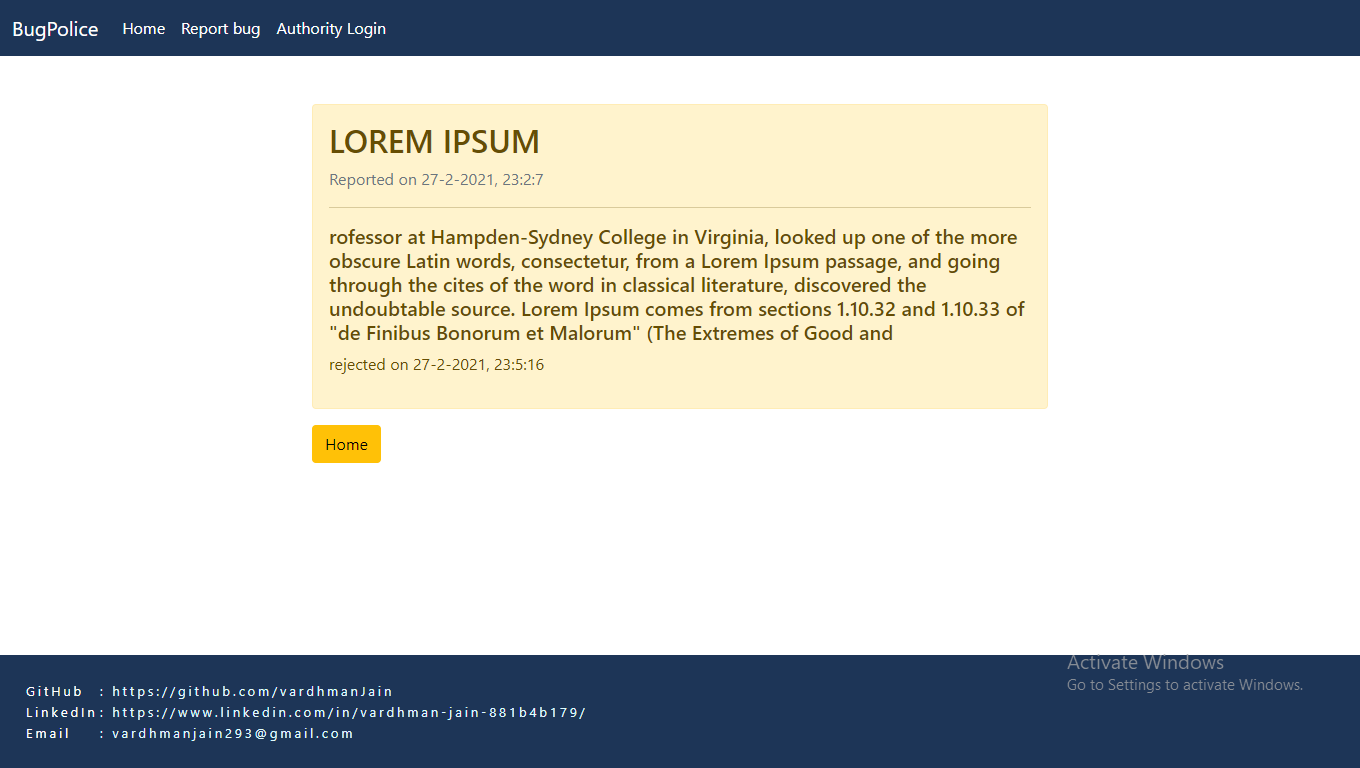 BugPolice Home Report bug Authority Login
LOREM IPSUM
Reported on 27-2-2021, 23:2:7
rofessor at Hampden-Sydney College in Virginia, looked up one of the more
obscure Latin words, consectetur, from a Lorem Ipsum passage, and going
through the cites of the word in classical literature, discovered the
undoubtable source. Lorem Ipsum comes from sections 1.10.32 and 1.10.33 of
"de Finibus Bonorum et Malorum" (The Extremes of Good and
rejected on 27-2-2021, 23:5:16
Home
Activate Windows
Go to Settings to activate Windows.
GitHub : https://github.com/vardhmanJain
LinkedIn : https://www.linkedin.com/in/vardhman-jain-881b4b179/
Email : vardhmanjain293@gmail.com